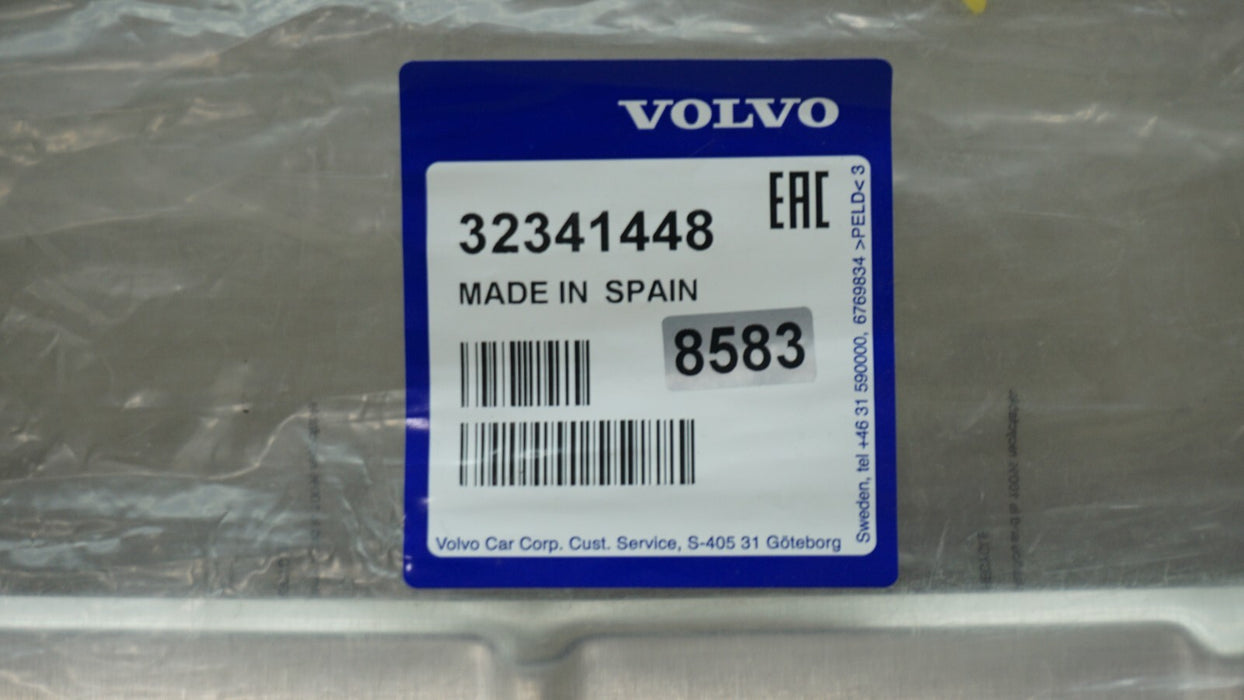 VOLVO
EAC
32341448
MADE IN SPAIN
8583
Volvo Car Corp. Cust. Service, S-405 31 Göteborg
Sweden, tel +46 31 590000, 6769834 >PELD< 3